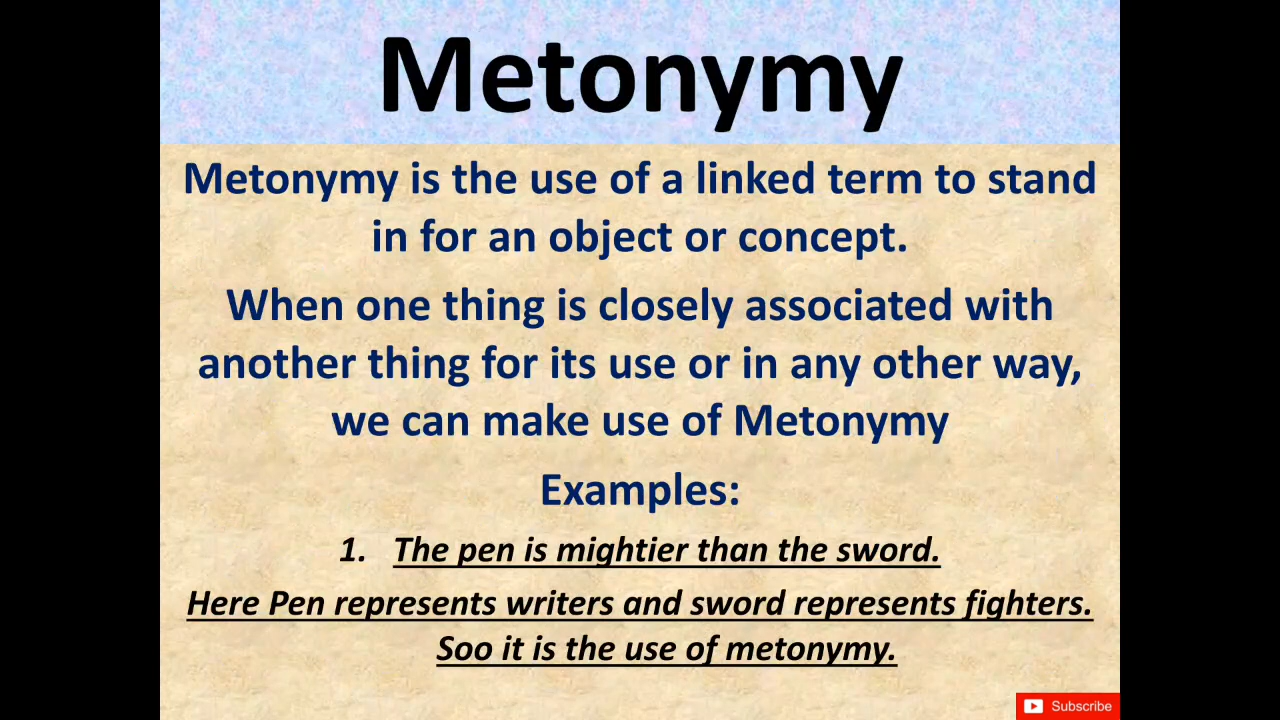 Metonymy
Metonymy is the use of a linked term to stand
in for an object or concept.
When one thing is closely associated with
another thing for its use or in any other way,
we can make use of Metonymy
Examples:
1. The pen is mightier than the sword.
Here Pen represents writers and sword represents fighters.
Soo it is the use of metonymy.
Subscribe